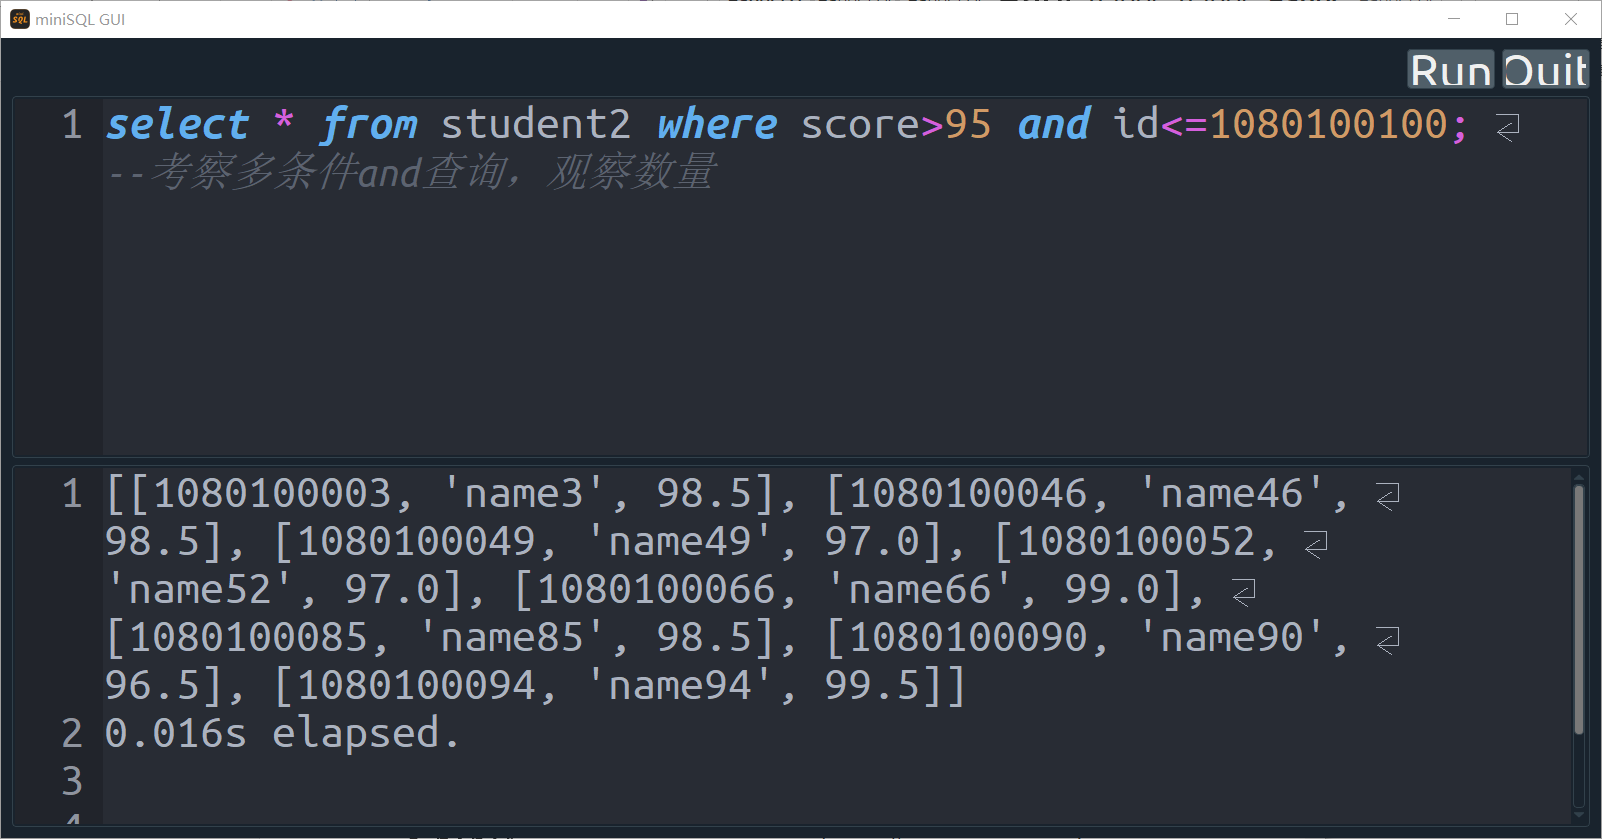 miniSQL GUI
Run Quit
1 select * from student2 where score>95 and id<=1080100100;
--考察多条件and查询，观察数量
1 [[1080100003, 'name3', 98.5], [1080100046, 'name46',
98.5], [1080100049, 'name49', 97.0], [1080100052,
'name52', 97.0], [1080100066, 'name66', 99.0],
[1080100085, 'name85', 98.5], [1080100090, 'name90',
96.5], [1080100094, 'name94', 99.5]]
2 0.016s elapsed.
3
4